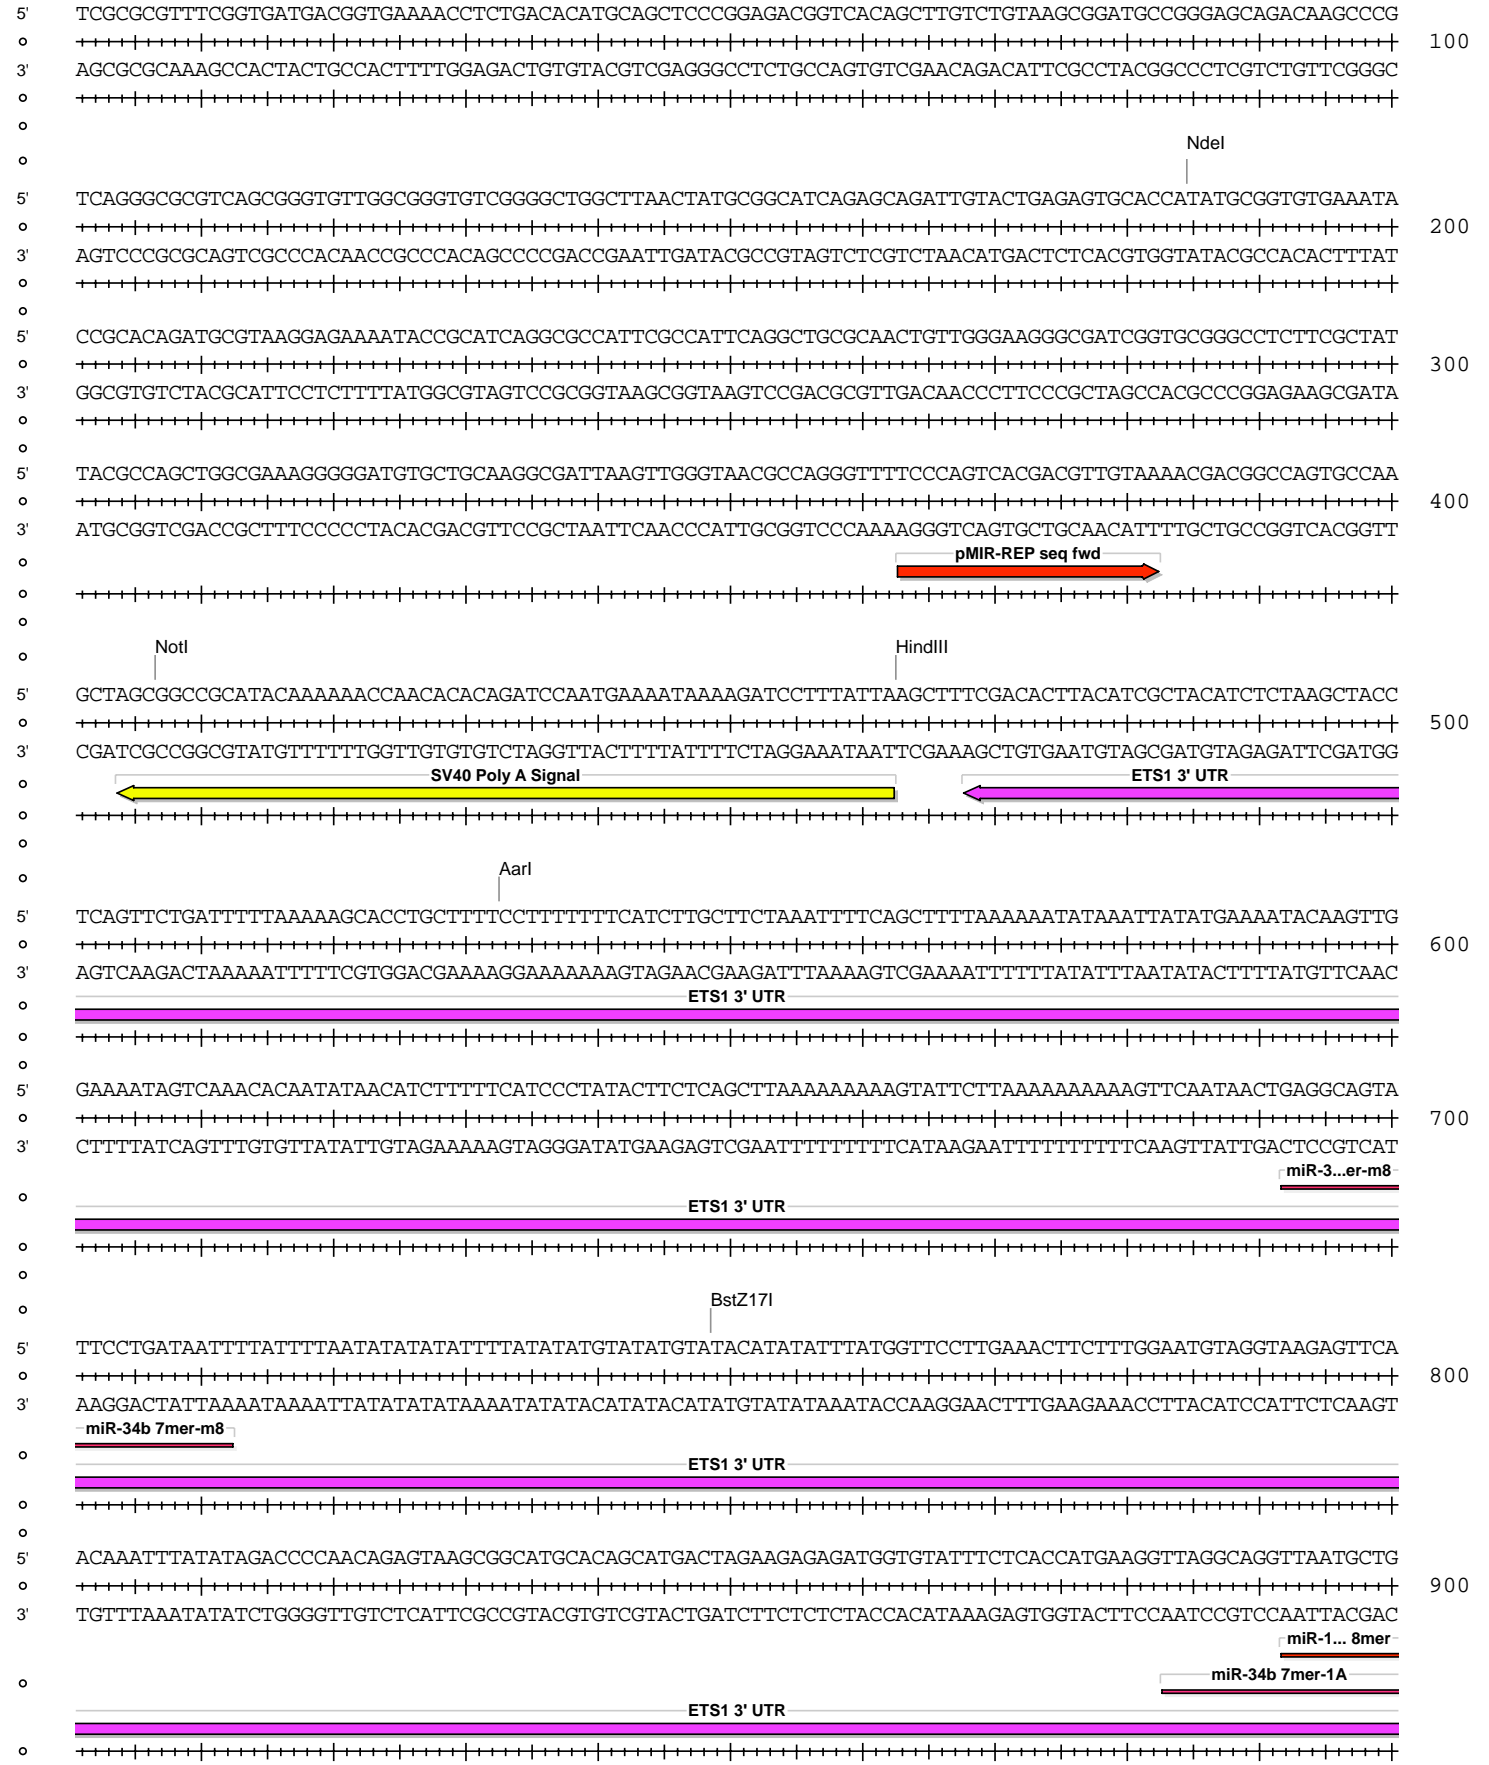 5' TCGCGCGTTTCGGTGATGACGGTGAAAACCTCTGACACATGCAGCTCCCGGAGACGGTCACAGCTTGTCTGTAAGCGGATGCCGGGAGCAGACAAGCCCG
100
3' AGCGCGCAAAGCCACTACTGCCACTTTTGGAGACTGTGTACGTCGAGGGCCTCTGCCAGTGTCGAACAGACATTCGCCTACGGCCCTCGTCTGTTCGGGC
NdeI
5' TCAGGGCGCGTCAGCGGGTGTTGGCGGGTGTCGGGGCTGGCTTAACTATGCGGCATCAGAGCAGATTGTACTGAGAGTGCACCATATGCGGTGTGAAATA
200
3' AGTCCCGCGCAGTCGCCCACAACCGCCCACAGCCCCGACCGAATTGATACGCCGTAGTCTCGTCTAACATGACTCTCACGTGGTATACGCCACACTTTAT
5' CCGCACAGATGCGTAAGGAGAAAATACCGCATCAGGCGCCATTCGCCATTCAGGCTGCGCAACTGTTGGGAAGGGCGATCGGTGCGGGCCTCTTCGCTAT
300
3' GGCGTGTCTACGCATTCCTCTTTTATGGCGTAGTCCGCGGTAAGCGGTAAGTCCGACGCGTTGACAACCCTTCCCGCTAGCCACGCCCGGAGAAGCGATA
5' TACGCCAGCTGGCGAAAGGGGGATGTGCTGCAAGGCGATTAAGTTGGGTAACGCCAGGGTTTTCCCAGTCACGACGTTGTAAAACGACGGCCAGTGCCAA
400
3' ATGCGGTCGACCGCTTTCCCCCTACACGACGTTCCGCTAATTCAACCCATTGCGGTCCCAAAAGGGTCAGTGCTGCAACATTTTGCTGCCGGTCACGGTT
pMIR-REP seq fwd
NotI HindIII
5' GCTAGCGGCCGCATACAAAAAACCAACACACAGATCCAATGAAAATAAAAGATCCTTTATTAAGCTTTCGACACTTACATCGCTACATCTCTAAGCTACC
500
3' CGATCGCCGGCGTATGTTTTTTGGTTGTGTGTCTAGGTTACTTTTATTTTCTAGGAAATAATTCGAAAGCTGTGAATGTAGCGATGTAGAGATTCGATGG
SV40 Poly A Signal ETS1 3' UTR
AarI
5' TCAGTTCTGATTTTTAAAAAGCACCTGCTTTTCCTTTTTTTCATCTTGCTTCTAAATTTTCAGCTTTTAAAAAATATAAATTATATGAAAATACAAGTTG
600
3' AGTCAAGACTAAAAATTTTTCGTGGACGAAAAGGAAAAAAAGTAGAACGAAGATTTAAAAGTCGAAAATTTTTTATATTTAATATACTTTTATGTTCAAC
ETS1 3' UTR
5' GAAAATAGTCAAACACAATATAACATCTTTTTCATCCCTATACTTCTCAGCTTAAAAAAAAAGTATTCTTAAAAAAAAAAGTTCAATAACTGAGGCAGTA
700
3' CTTTTATCAGTTTGTGTTATATTGTAGAAAAAGTAGGGATATGAAGAGTCGAATTTTTTTTTCATAAGAATTTTTTTTTTCAAGTTATTGACTCCGTCAT
miR-3...er-m8
ETS1 3' UTR
BstZ17I
5' TTCCTGATAATTTTATTTTAATATATATATTTTATATATGTATATGTATACATATATTTATGGTTCCTTGAAACTTCTTTGGAATGTAGGTAAGAGTTCA
800
3' AAGGACTATTAAAATAAAATTATATATATAAAATATATACATATACATATGTATATAAATACCAAGGAACTTTGAAGAAACCTTACATCCATTCTCAAGT
miR-34b 7mer-m8
ETS1 3' UTR
5' ACAAATTTATATAGACCCCAACAGAGTAAGCGGCATGCACAGCATGACTAGAAGAGAGATGGTGTATTTCTCACCATGAAGGTTAGGCAGGTTAATGCTG
900
3' TGTTTAAATATATCTGGGGTTGTCTCATTCGCCGTACGTGTCGTACTGATCTTCTCTCTACCACATAAAGAGTGGTACTTCCAATCCGTCCAATTACGAC
miR-1... 8mer
miR-34b 7mer-1A
ETS1 3' UTR